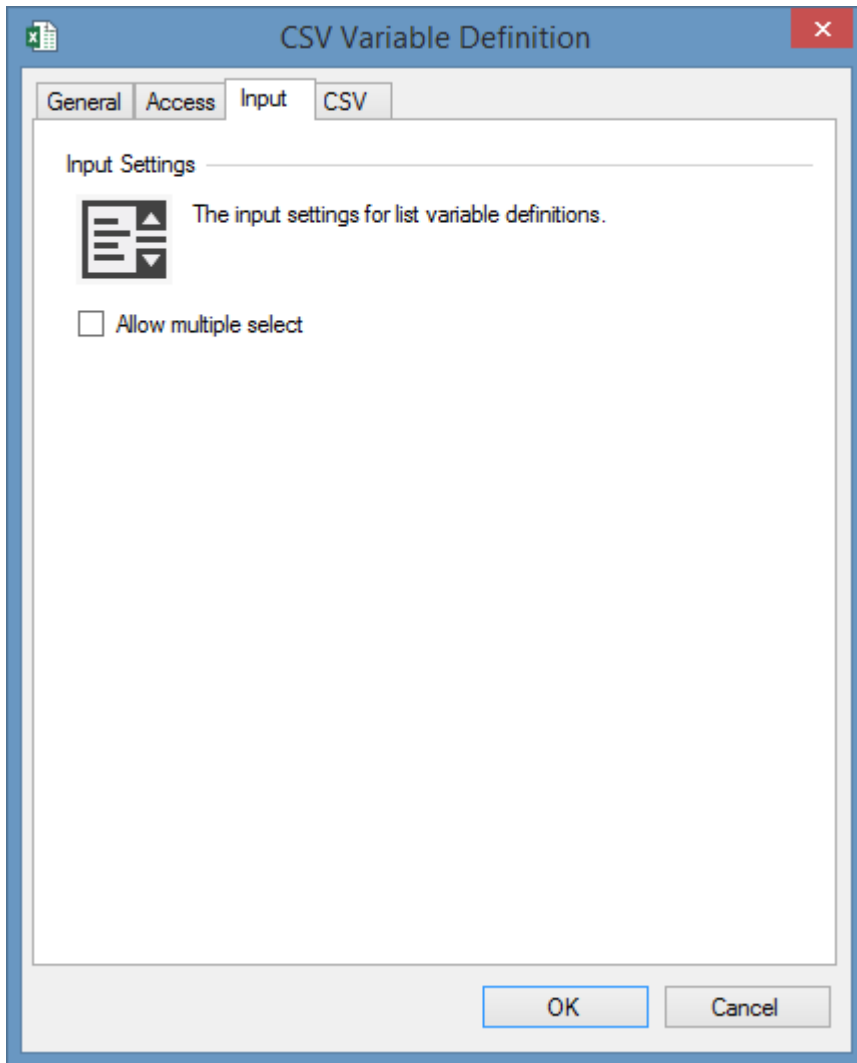 CSV Variable Definition
General Access Input CSV
Input Settings
The input settings for list variable definitions.
Allow multiple select
OK Cancel